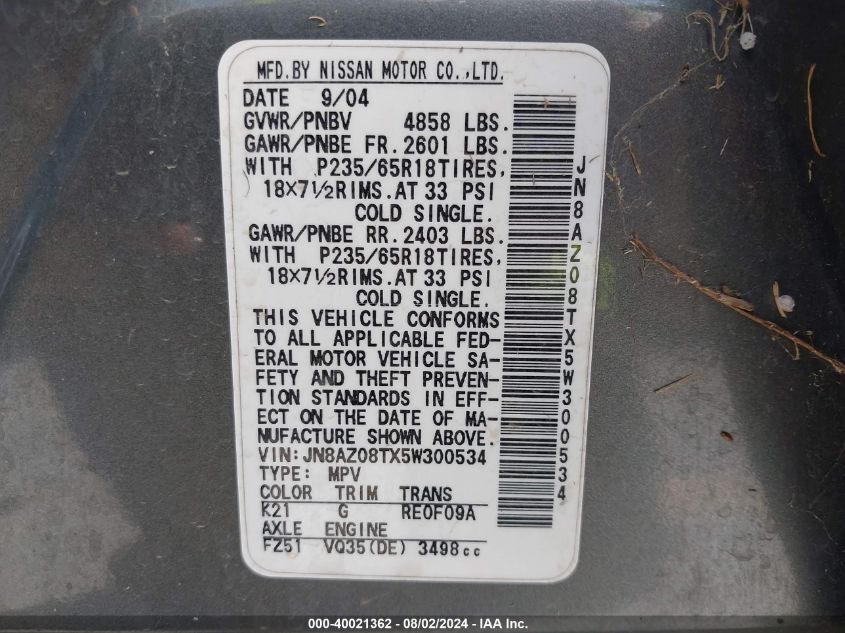 MFD.BY NISSAN MOTOR CO.,LTD.
DATE 9/04
GVWR/PNBV 4858 LBS.
GAWR/PNBE FR.2601 LBS.
WITH P235/65R18TIRES,
18X7½RIMS.AT 33 PSI
COLD SINGLE.
GAWR/PNBE RR.2403 LBS.
WITH P235/65R18TIRES,
18X7½RIMS.AT 33 PSI
COLD SINGLE.
THIS VEHICLE CONFORMS
TO ALL APPLICABLE FED-
ERAL MOTOR VEHICLE SA-
FETY AND THEFT PREVEN-
TION STANDARDS IN EFF-
ECT ON THE DATE OF MA-
NUFACTURE SHOWN ABOVE.
VIN:JN8AZ08TX5W300534
TYPE: MPV
COLOR TRIM TRANS
K21 G RE0F09A
AXLE ENGINE
FZ51 VQ35(DE) 3498cc
JN8AZ08TX5W300534
000-40021362 - 08/02/2024 - IAA Inc.